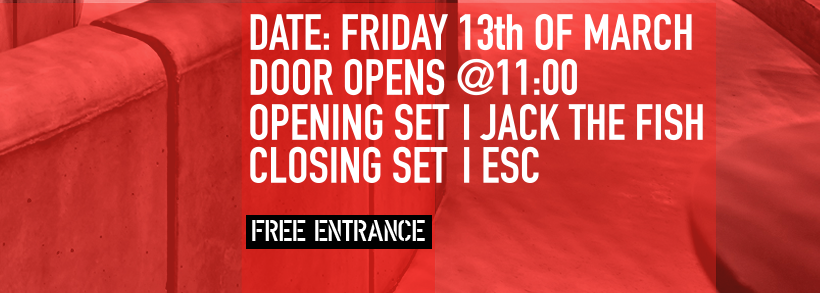 DATE: FRIDAY 13th OF MARCH
DOOR OPENS @11:00
OPENING SET | JACK THE FISH
CLOSING SET | ESC
FREE ENTRANCE